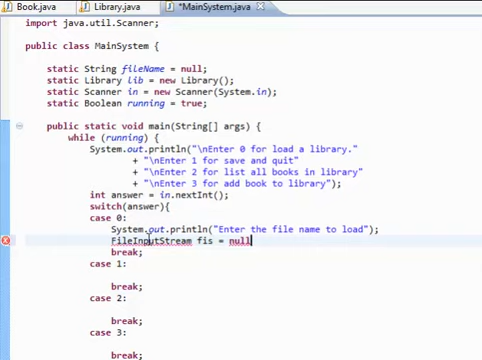 Book.java Library.java *MainSystem.java
import java.util.Scanner;
public class MainSystem {
static String fileName = null;
static Library lib = new Library();
static Scanner in = new Scanner(System.in);
static Boolean running = true;
public static void main(String[] args) {
while (running) {
System.out.println("\nEnter 0 for load a library."
+ "\nEnter 1 for save and quit"
+ "\nEnter 2 for list all books in library"
+ "\nEnter 3 for add book to library");
int answer = in.nextInt();
switch(answer){
case 0:
System.out.println("Enter the file name to load");
FileInputStream fis = null
break;
case 1:
break;
case 2:
break;
case 3:
break;